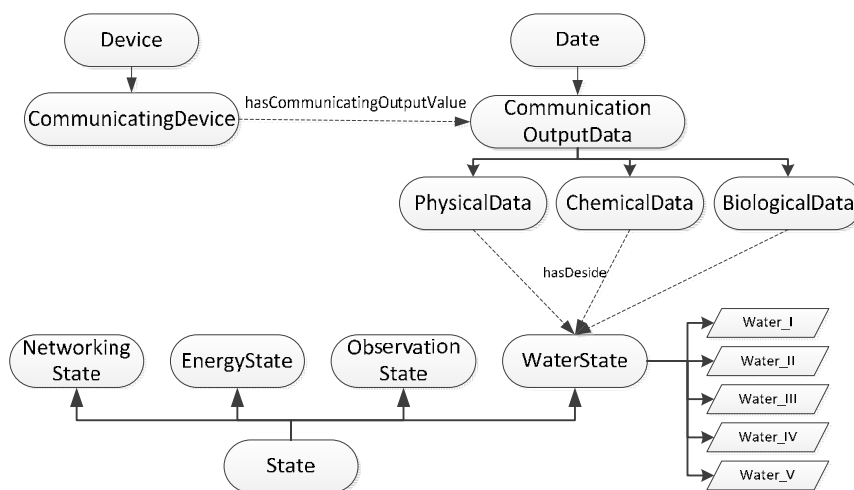 Device
Date
hasCommunicatingOutputValue
CommunicatingDevice
Communication
OutputData
PhysicalData
ChemicalData
BiologicalData
hasDeside
Networking
State
EnergyState
Observation
State
WaterState
Water_I
Water_II
Water_III
Water_IV
Water_V
State